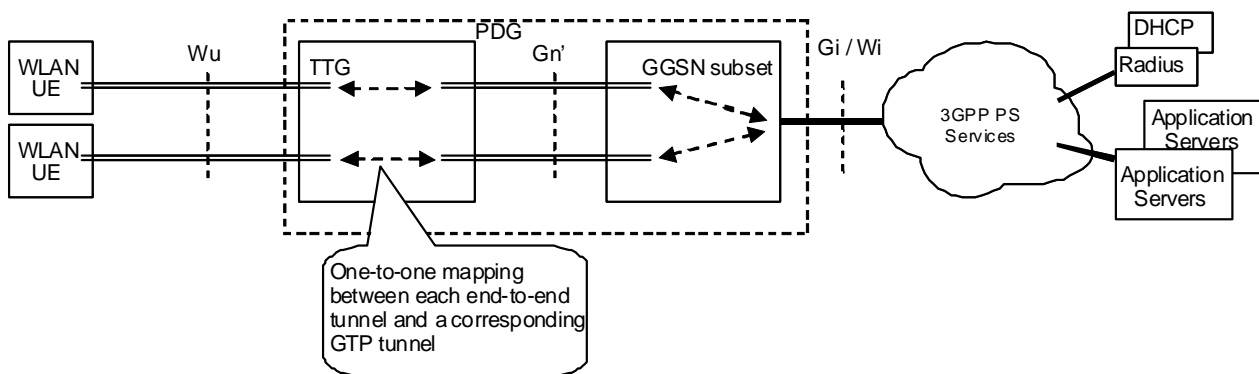 PDG
WLAN
UE
Wu
TTG
Gn'
GGSN subset
Gi / Wi
DHCP
Radius
3GPP PS
Services
WLAN
UE
Application
Servers
Application
Servers
One-to-one mapping
between each end-to-end
tunnel and a corresponding
GTP tunnel